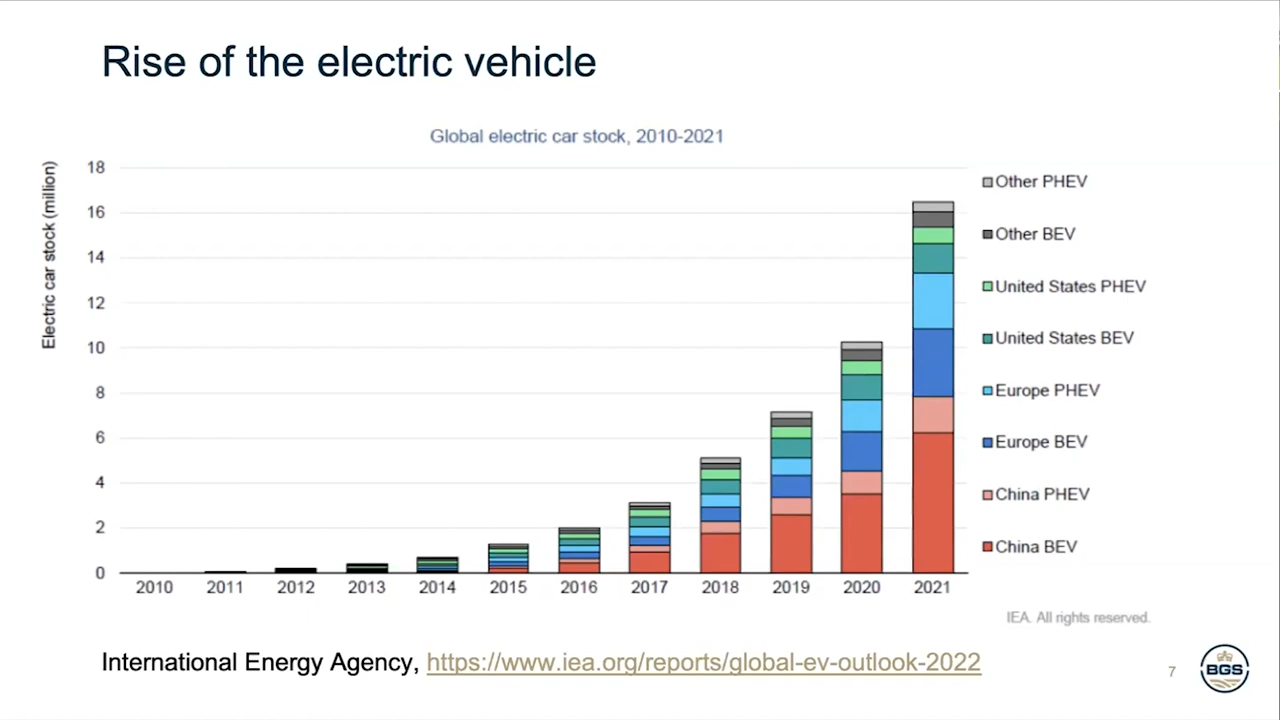 Rise of the electric vehicle
Global electric car stock, 2010-2021
Electric car stock (million)
18
16
14
12
10
8
6
4
2
0
2010 2011 2012 2013 2014 2015 2016 2017 2018 2019 2020 2021
Other PHEV
Other BEV
United States PHEV
United States BEV
Europe PHEV
Europe BEV
China PHEV
China BEV
IEA. All rights reserved.
International Energy Agency, https://www.iea.org/reports/global-ev-outlook-2022
7
BGS